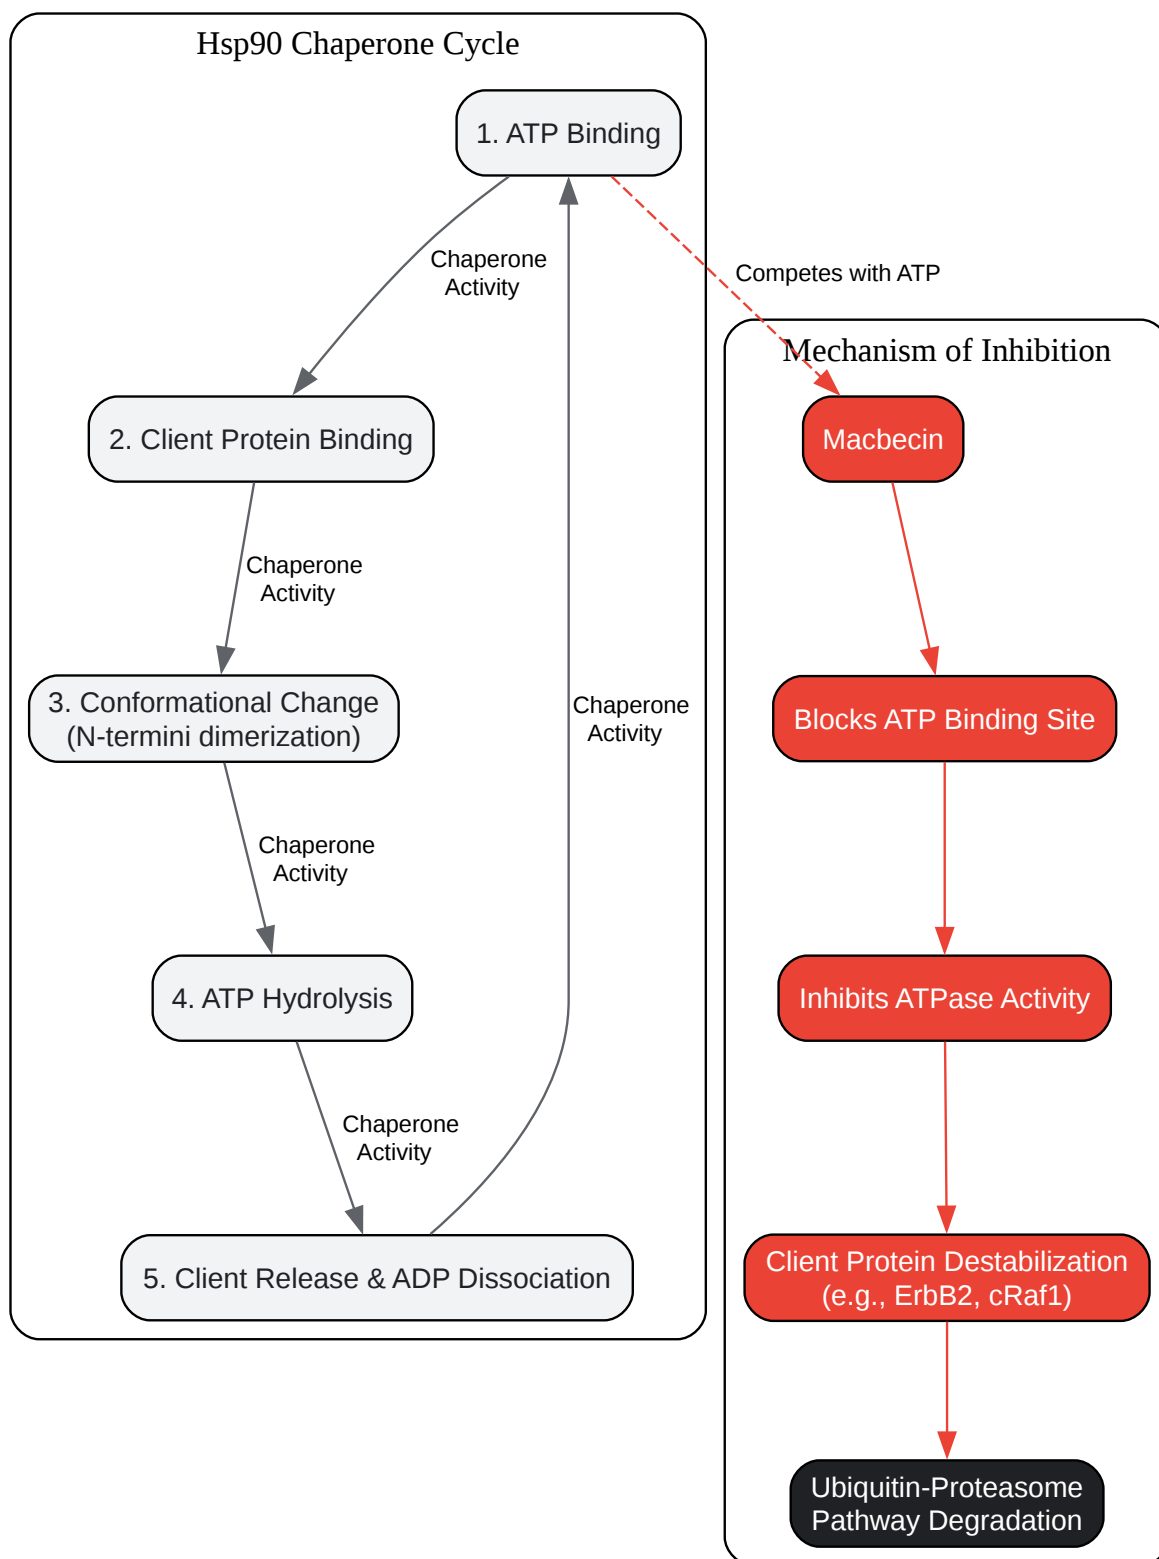 Hsp90 Chaperone Cycle
1. ATP Binding
Chaperone
Activity
Competes with ATP
2. Client Protein Binding
Chaperone
Activity
3. Conformational Change
(N-termini dimerization)
Chaperone
Activity
4. ATP Hydrolysis
Chaperone
Activity
5. Client Release & ADP Dissociation
Chaperone
Activity
Mechanism of Inhibition
Macbecin
Blocks ATP Binding Site
Inhibits ATPase Activity
Client Protein Destabilization
(e.g., ErbB2, cRaf1)
Ubiquitin-Proteasome
Pathway Degradation